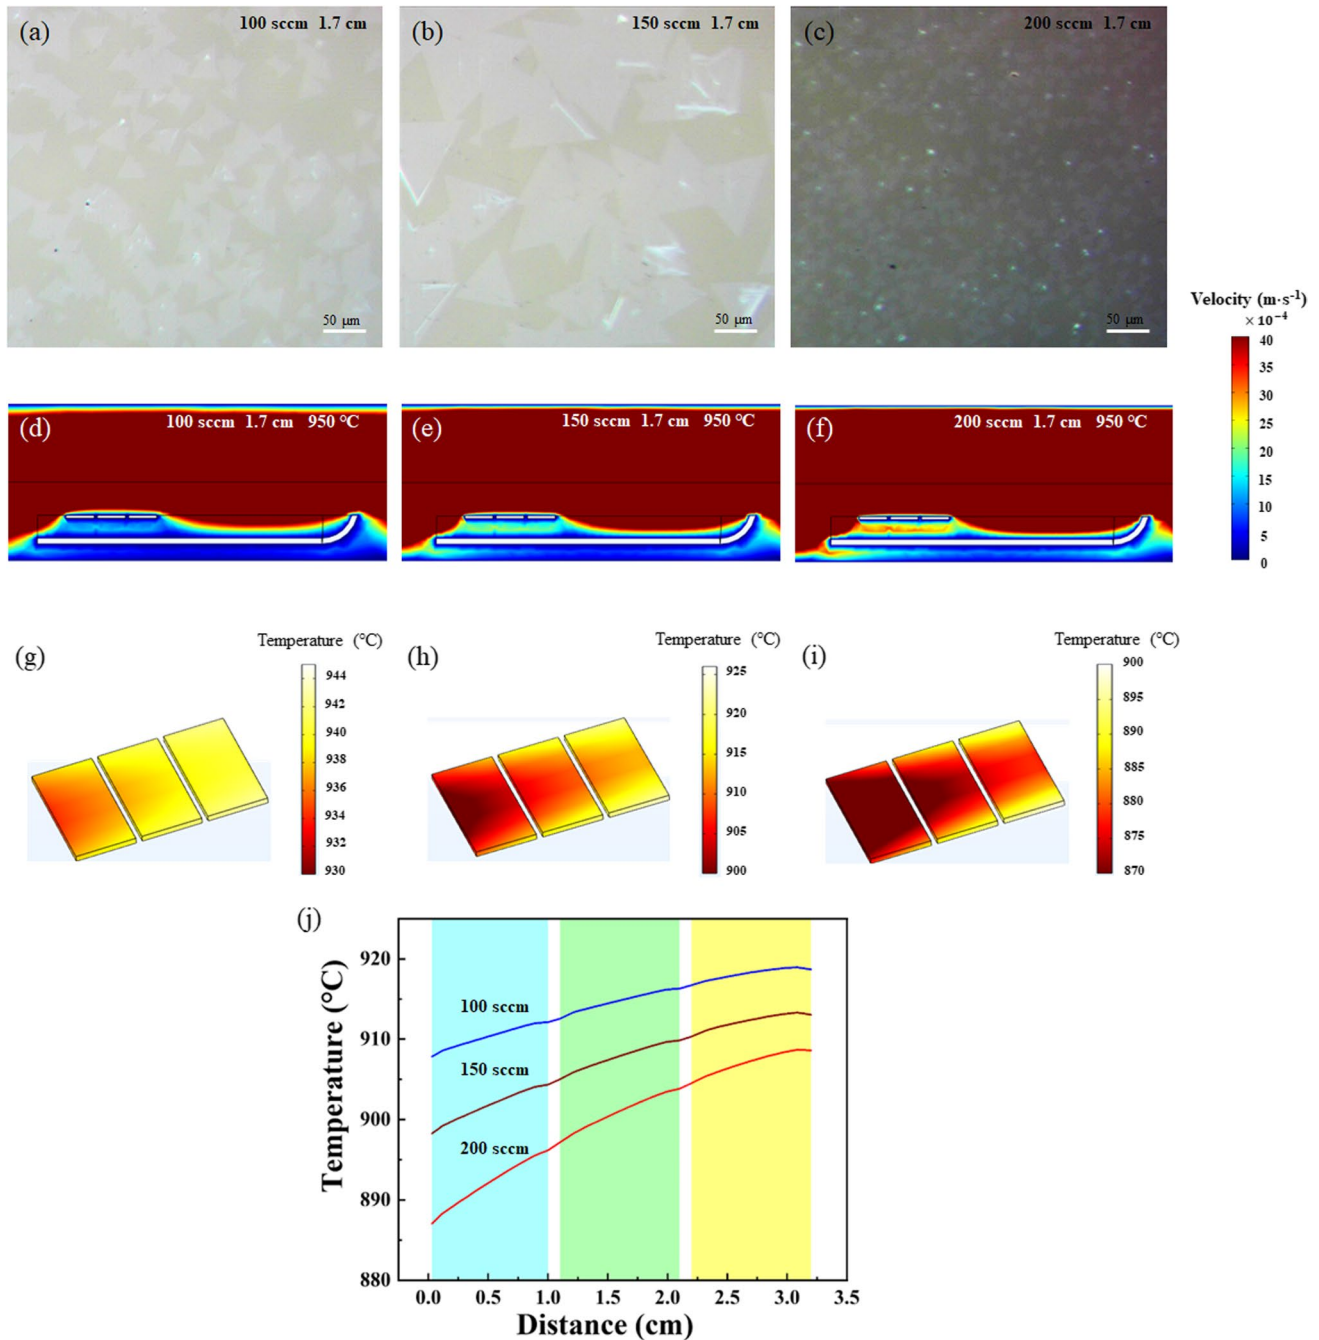 (a)
100 sccm 1.7 cm
50 μm
(b)
150 sccm 1.7 cm
50 μm
(c)
200 sccm 1.7 cm
50 μm
Velocity (m·s⁻¹)
× 10⁻⁴
40
35
30
25
20
15
10
5
0
(d)
100 sccm 1.7 cm 950 °C
(e)
150 sccm 1.7 cm 950 °C
(f)
200 sccm 1.7 cm 950 °C
(g)
Temperature (°C)
944
942
940
938
936
934
932
930
(h)
Temperature (°C)
925
920
915
910
905
900
(i)
Temperature (°C)
900
895
890
885
880
875
870
(j)
Temperature (°C)
920
910
900
890
880
100 sccm
150 sccm
200 sccm
0.0 0.5 1.0 1.5 2.0 2.5 3.0 3.5
Distance (cm)